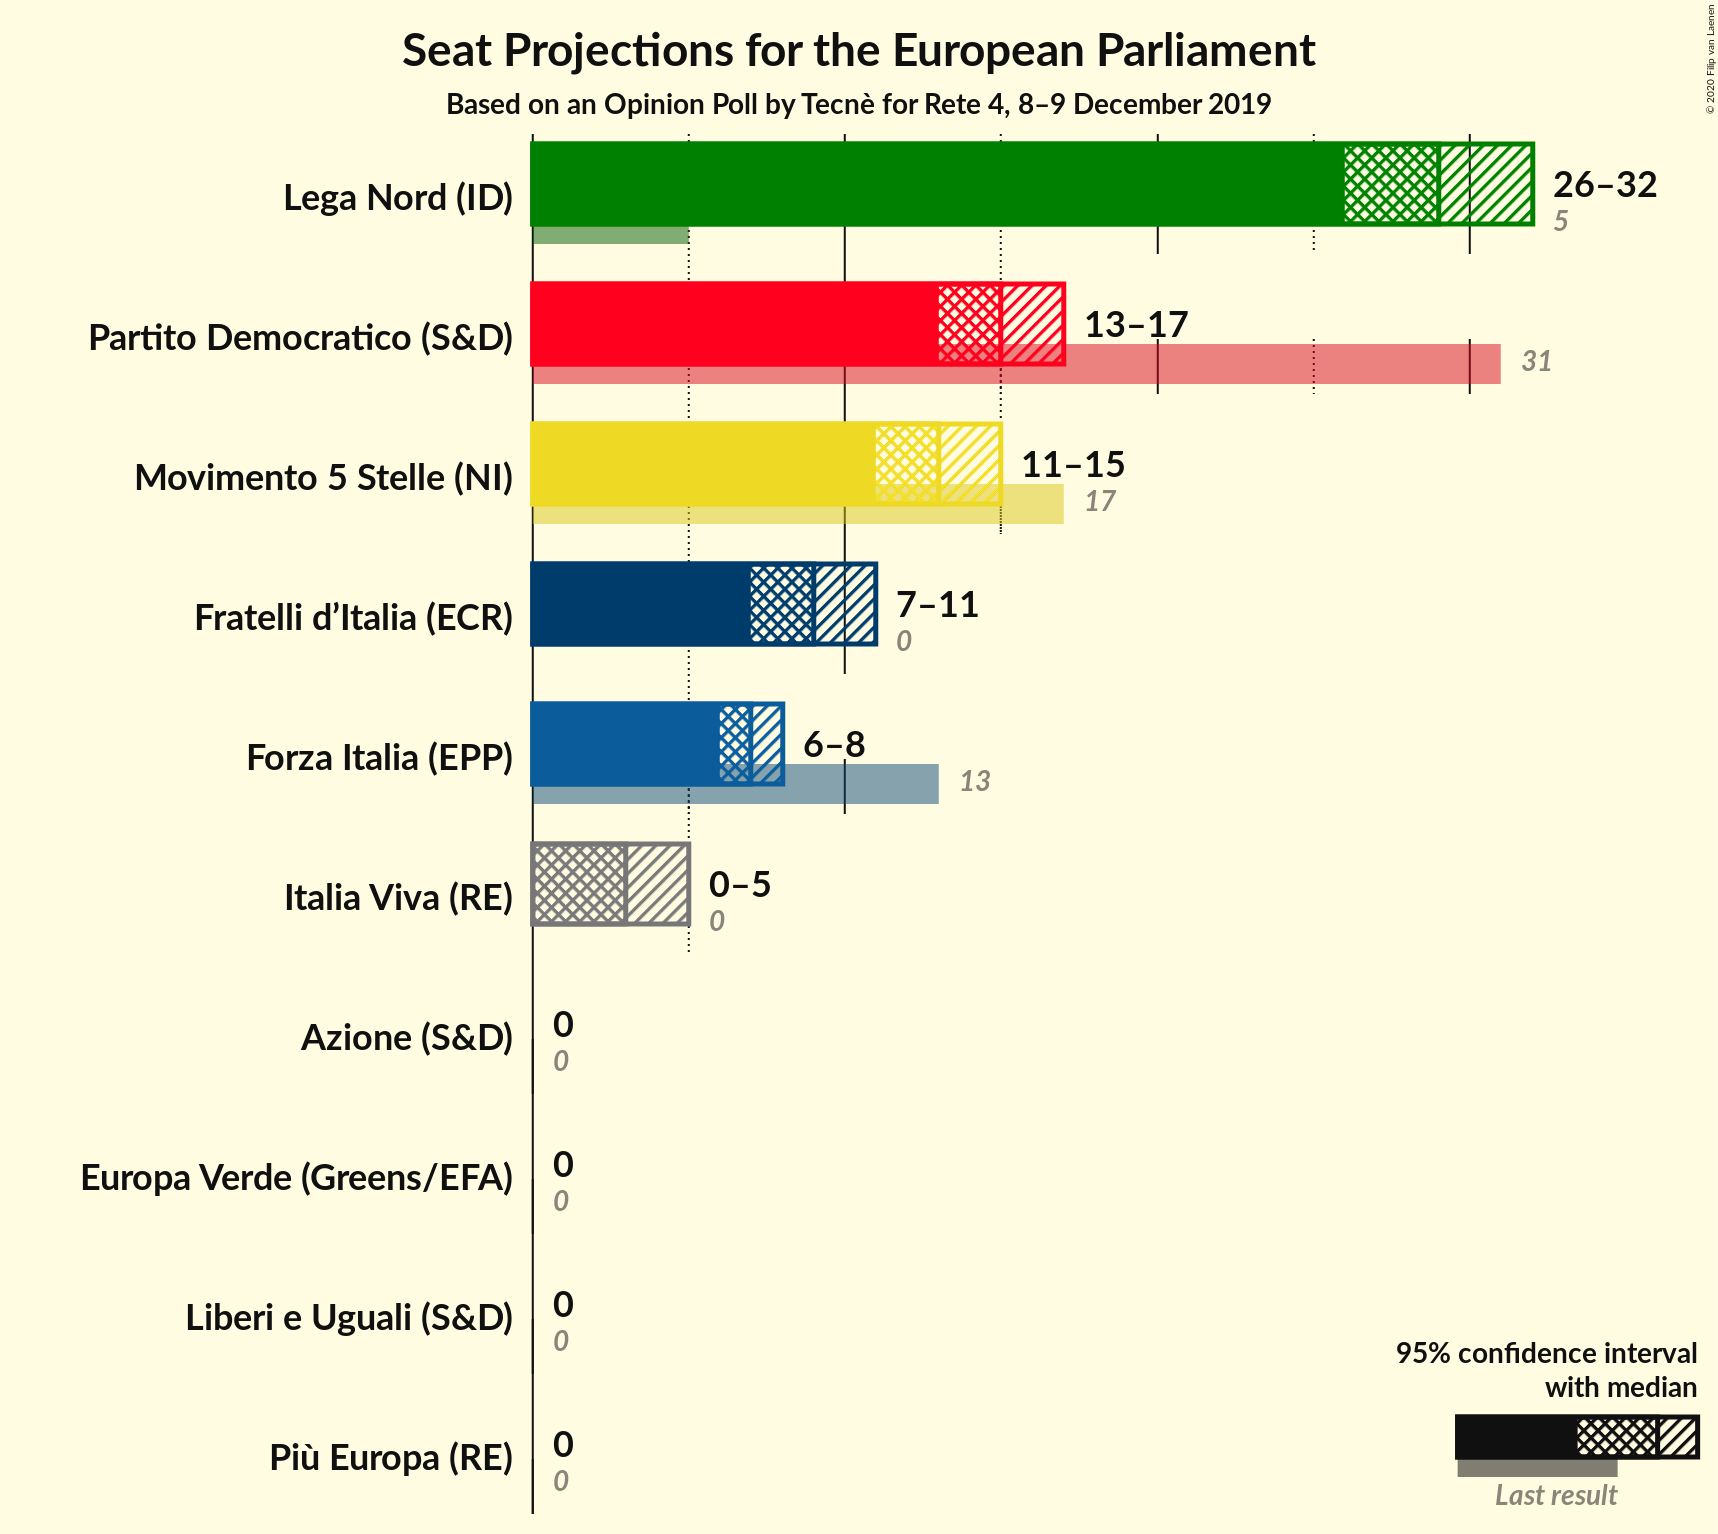 Seat Projections for the European Parliament
Based on an Opinion Poll by Tecnè for Rete 4, 8–9 December 2019
© 2020 Filip van Laenen
Lega Nord (ID)
26–32
5
Partito Democratico (S&D)
13–17
31
Movimento 5 Stelle (NI)
11–15
17
Fratelli d’Italia (ECR)
7–11
0
Forza Italia (EPP)
6–8
13
Italia Viva (RE)
0–5
0
Azione (S&D)
0
0
Europa Verde (Greens/EFA)
0
0
Liberi e Uguali (S&D)
0
0
Più Europa (RE)
0
0
95% confidence interval
with median
Last result